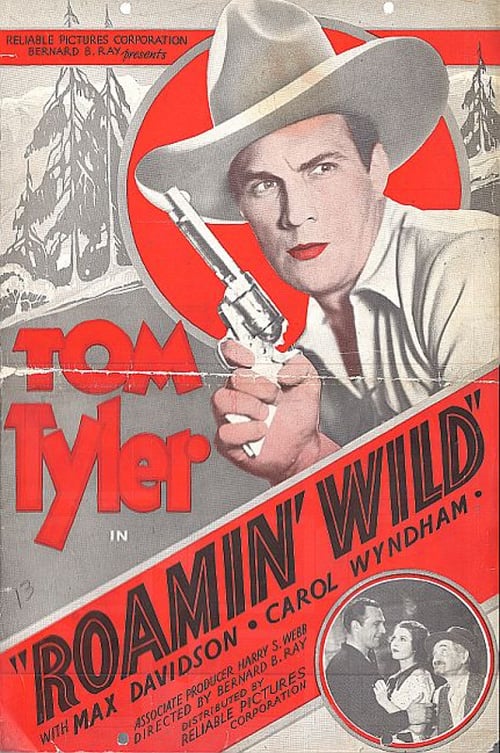 RELIABLE PICTURES CORPORATION
BERNARD B. RAY presents
TOM
Tyler
IN
"ROAMIN' WILD"
WITH MAX DAVIDSON • CAROL WYNDHAM •
ASSOCIATE PRODUCER HARRY S. WEBB
DIRECTED BY BERNARD B. RAY
DISTRIBUTED BY
RELIABLE PICTURES
CORPORATION
13